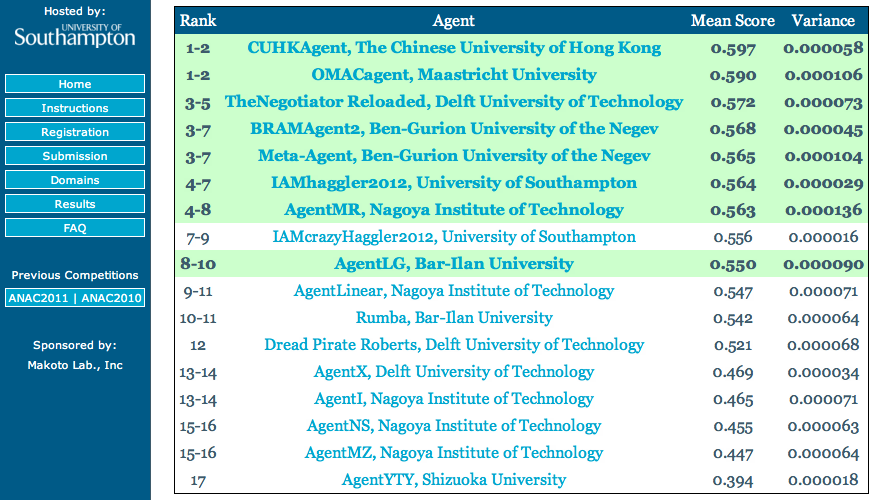 Hosted by:
UNIVERSITY OF
Southampton
Home
Instructions
Registration
Submission
Domains
Results
FAQ
Previous Competitions
ANAC2011 | ANAC2010
Sponsored by:
Makoto Lab., Inc
Rank Agent Mean Score Variance
1-2 CUHKAgent, The Chinese University of Hong Kong 0.597 0.000058
1-2 OMACagent, Maastricht University 0.590 0.000106
3-5 TheNegotiator Reloaded, Delft University of Technology 0.572 0.000073
3-7 BRAMAgent2, Ben-Gurion University of the Negev 0.568 0.000045
3-7 Meta-Agent, Ben-Gurion University of the Negev 0.565 0.000104
4-7 IAMhaggler2012, University of Southampton 0.564 0.000029
4-8 AgentMR, Nagoya Institute of Technology 0.563 0.000136
7-9 IAMcrazyHaggler2012, University of Southampton 0.556 0.000016
8-10 AgentLG, Bar-Ilan University 0.550 0.000090
9-11 AgentLinear, Nagoya Institute of Technology 0.547 0.000071
10-11 Rumba, Bar-Ilan University 0.542 0.000064
12 Dread Pirate Roberts, Delft University of Technology 0.521 0.000068
13-14 AgentX, Delft University of Technology 0.469 0.000034
13-14 AgentI, Nagoya Institute of Technology 0.465 0.000071
15-16 AgentNS, Nagoya Institute of Technology 0.455 0.000063
15-16 AgentMZ, Nagoya Institute of Technology 0.447 0.000064
17 AgentYTY, Shizuoka University 0.394 0.000018